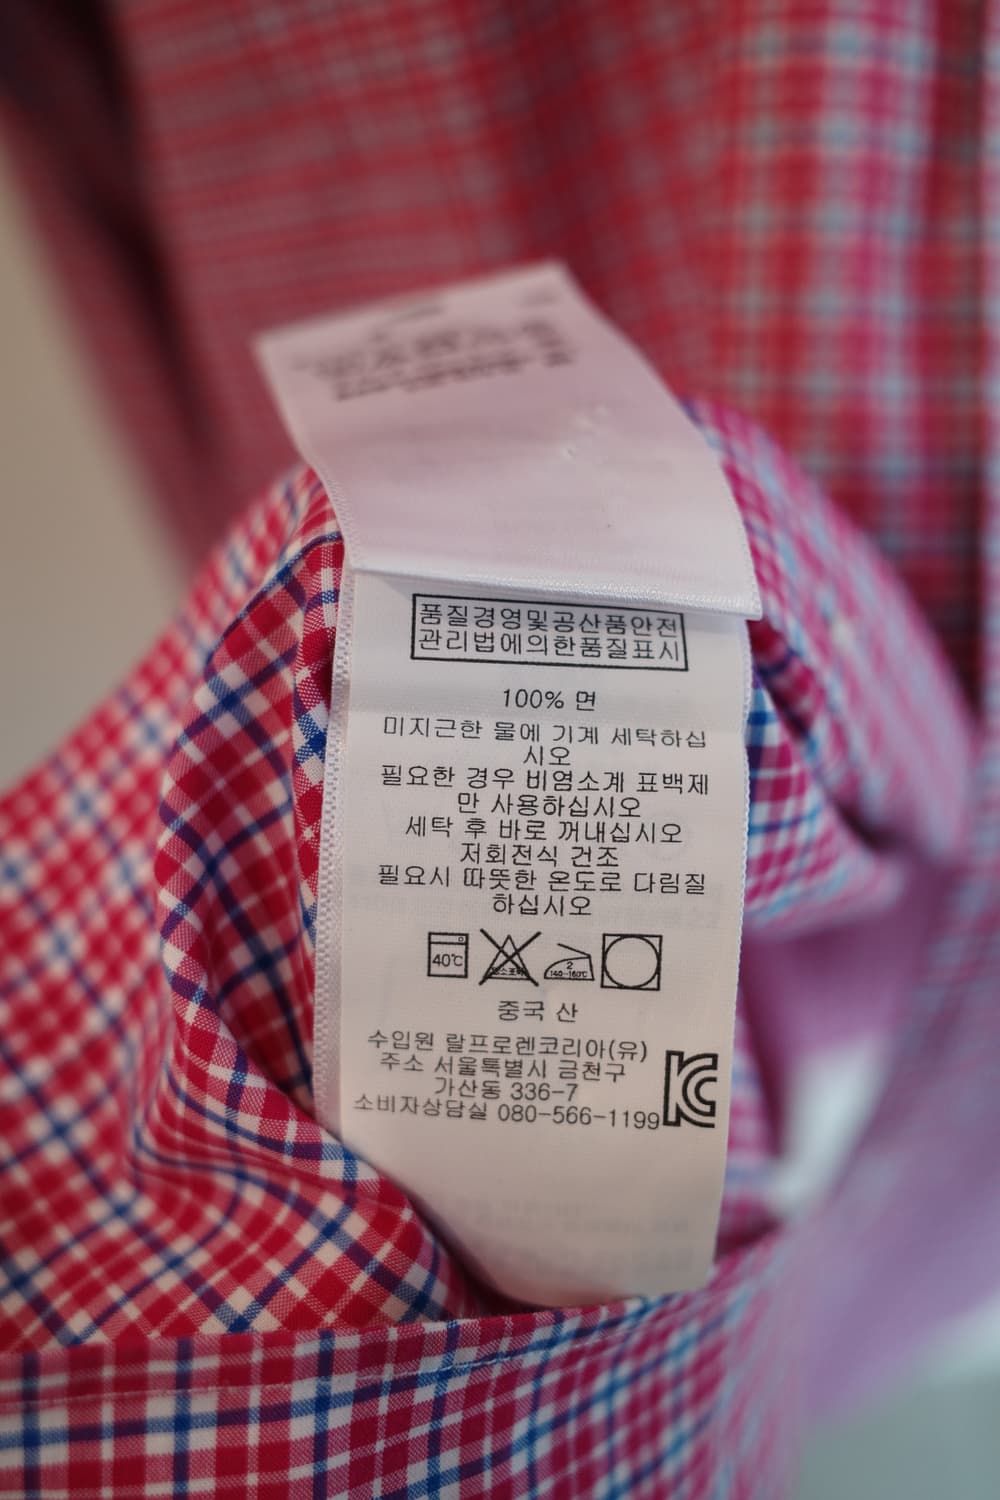 품질경영및공산품안전
관리법에의한품질표시
100% 면
미지근한 물에 기계 세탁하십
시오
필요한 경우 비염소계 표백제
만 사용하십시오
세탁 후 바로 꺼내십시오
저회전식 건조
필요시 따뜻한 온도로 다림질
하십시오
40℃
2
140~160℃
중국 산
수입원 랄프로렌코리아(유)
주소 서울특별시 금천구
가산동 336-7
소비자상담실 080-566-1199